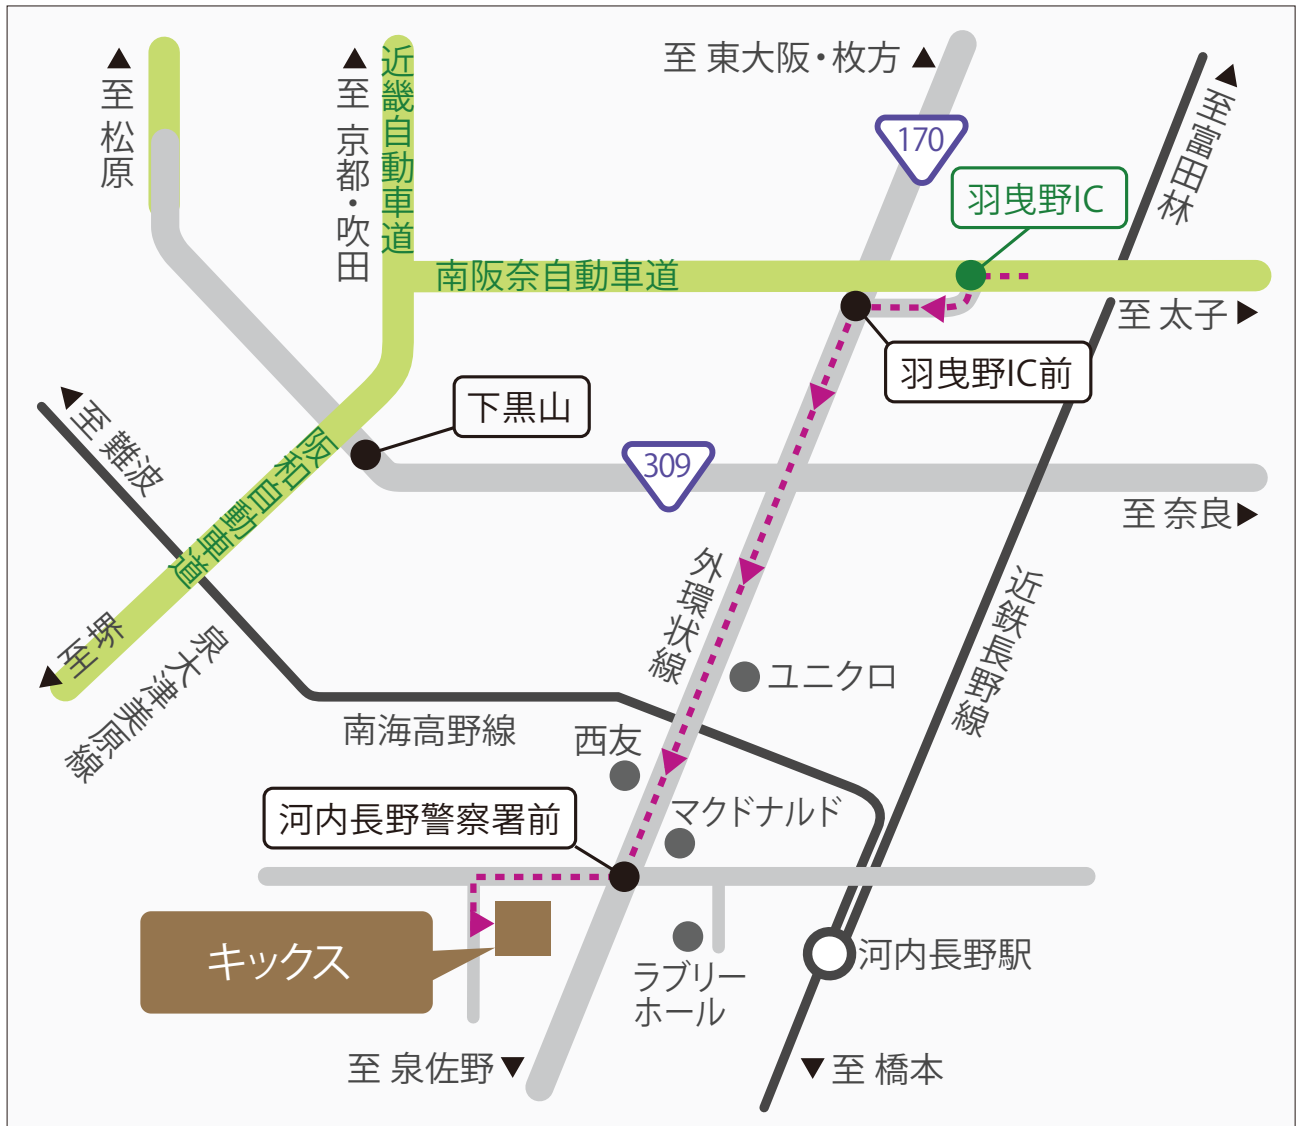 至 松原
至 京都・吹田
近畿自動車道
至 東大阪・枚方
170
羽曳野IC
至富田林
南阪奈自動車道
至 太子
羽曳野IC前
下黒山
至 難波
阪和自動車道
309
至 奈良
至堺
泉大津美原線
外環状線
近鉄長野線
ユニクロ
南海高野線
西友
マクドナルド
河内長野警察署前
キックス
ラブリー
ホール
河内長野駅
至 泉佐野
至 橋本